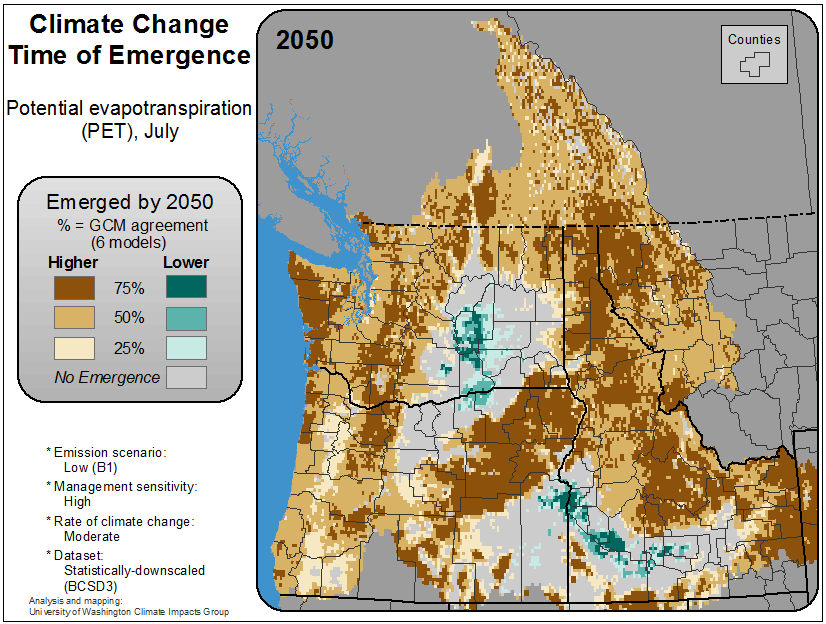 Climate Change
Time of Emergence
Potential evapotranspiration
(PET), July
Emerged by 2050
% = GCM agreement
(6 models)
Higher Lower
75%
50%
25%
No Emergence
* Emission scenario:
Low (B1)
* Management sensitivity:
High
* Rate of climate change:
Moderate
* Dataset:
Statistically-downscaled
(BCSD3)
Analysis and mapping:
University of Washington Climate Impacts Group
2050
Counties